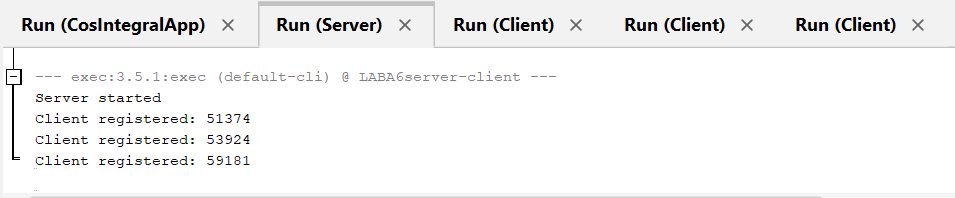 Run (CosIntegralApp) Run (Server) Run (Client) Run (Client) Run (Client)
--- exec:3.5.1:exec (default-cli) @ LABA6server-client ---
Server started
Client registered: 51374
Client registered: 53924
Client registered: 59181